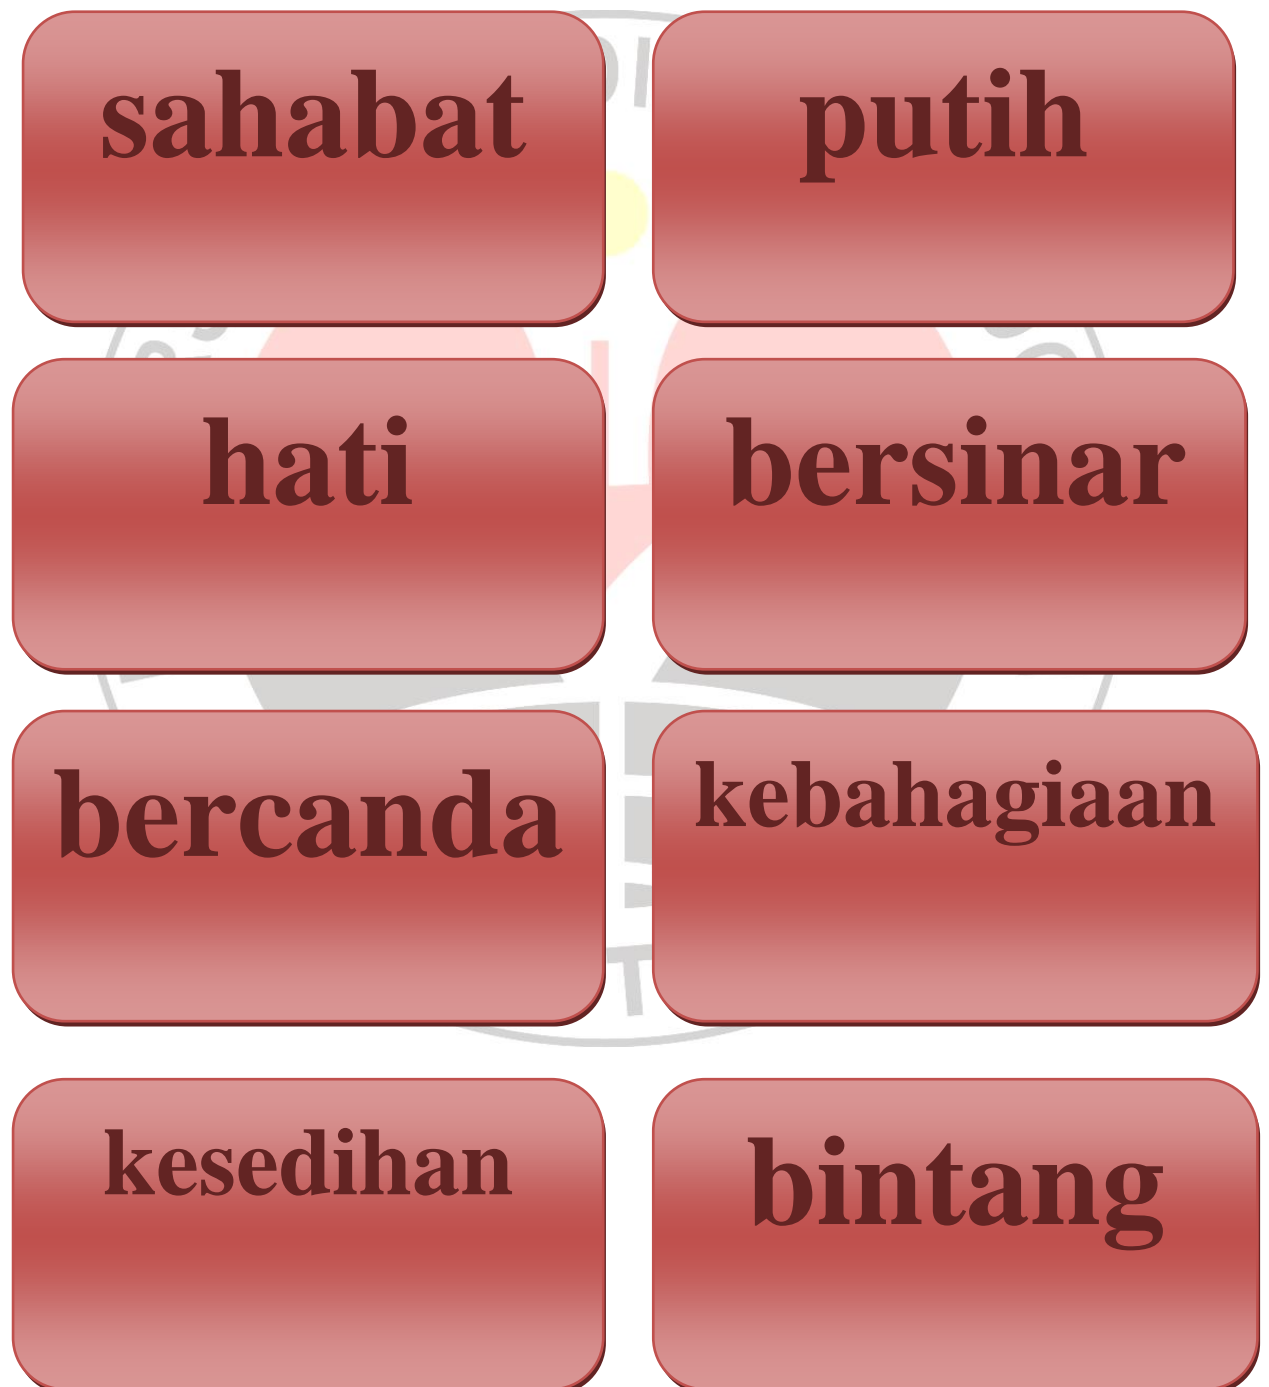 sahabat
putih
hati
bersinar
bercanda
kebahagiaan
kesedihan
bintang